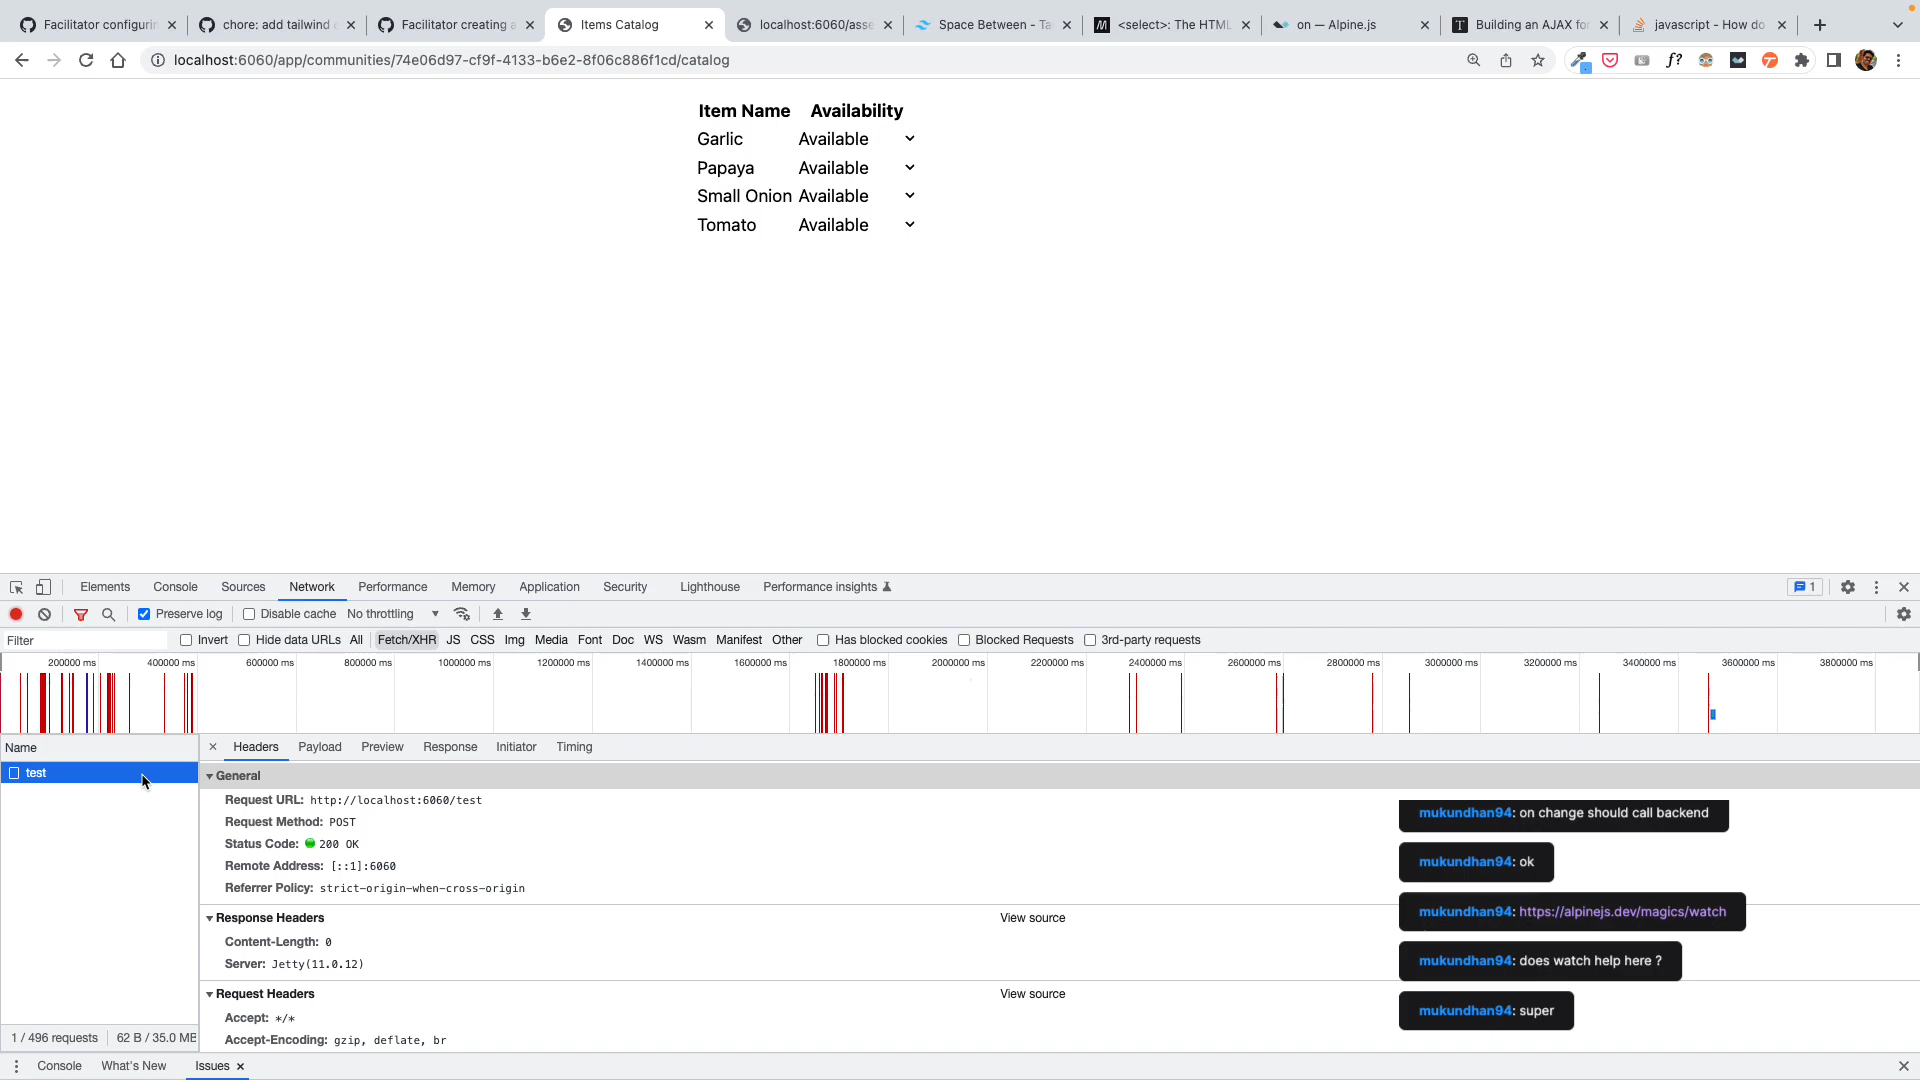 Facilitator configurin
chore: add tailwind c
Facilitator creating a
Items Catalog
localhost:6060/asse
Space Between - Ta
<select>: The HTML
on — Alpine.js
Building an AJAX for
javascript - How do
localhost:6060/app/communities/74e06d97-cf9f-4133-b6e2-8f06c886f1cd/catalog
f?
Item Name Availability
Garlic Available
Papaya Available
Small Onion Available
Tomato Available
Elements Console Sources Network Performance Memory Application Security Lighthouse Performance insights 1
Preserve log Disable cache No throttling
Filter Invert Hide data URLs All Fetch/XHR JS CSS Img Media Font Doc WS Wasm Manifest Other Has blocked cookies Blocked Requests 3rd-party requests
200000 ms 400000 ms 600000 ms 800000 ms 1000000 ms 1200000 ms 1400000 ms 1600000 ms 1800000 ms 2000000 ms 2200000 ms 2400000 ms 2600000 ms 2800000 ms 3000000 ms 3200000 ms 3400000 ms 3600000 ms 3800000 ms
Name
Headers Payload Preview Response Initiator Timing
test
General
Request URL: http://localhost:6060/test
Request Method: POST
Status Code: 200 OK
Remote Address: [::1]:6060
Referrer Policy: strict-origin-when-cross-origin
Response Headers View source
Content-Length: 0
Server: Jetty(11.0.12)
Request Headers View source
Accept: */*
Accept-Encoding: gzip, deflate, br
mukundhan94: on change should call backend
mukundhan94: ok
mukundhan94: https://alpinejs.dev/magics/watch
mukundhan94: does watch help here ?
mukundhan94: super
1 / 496 requests 62 B / 35.0 MB
Console What's New Issues